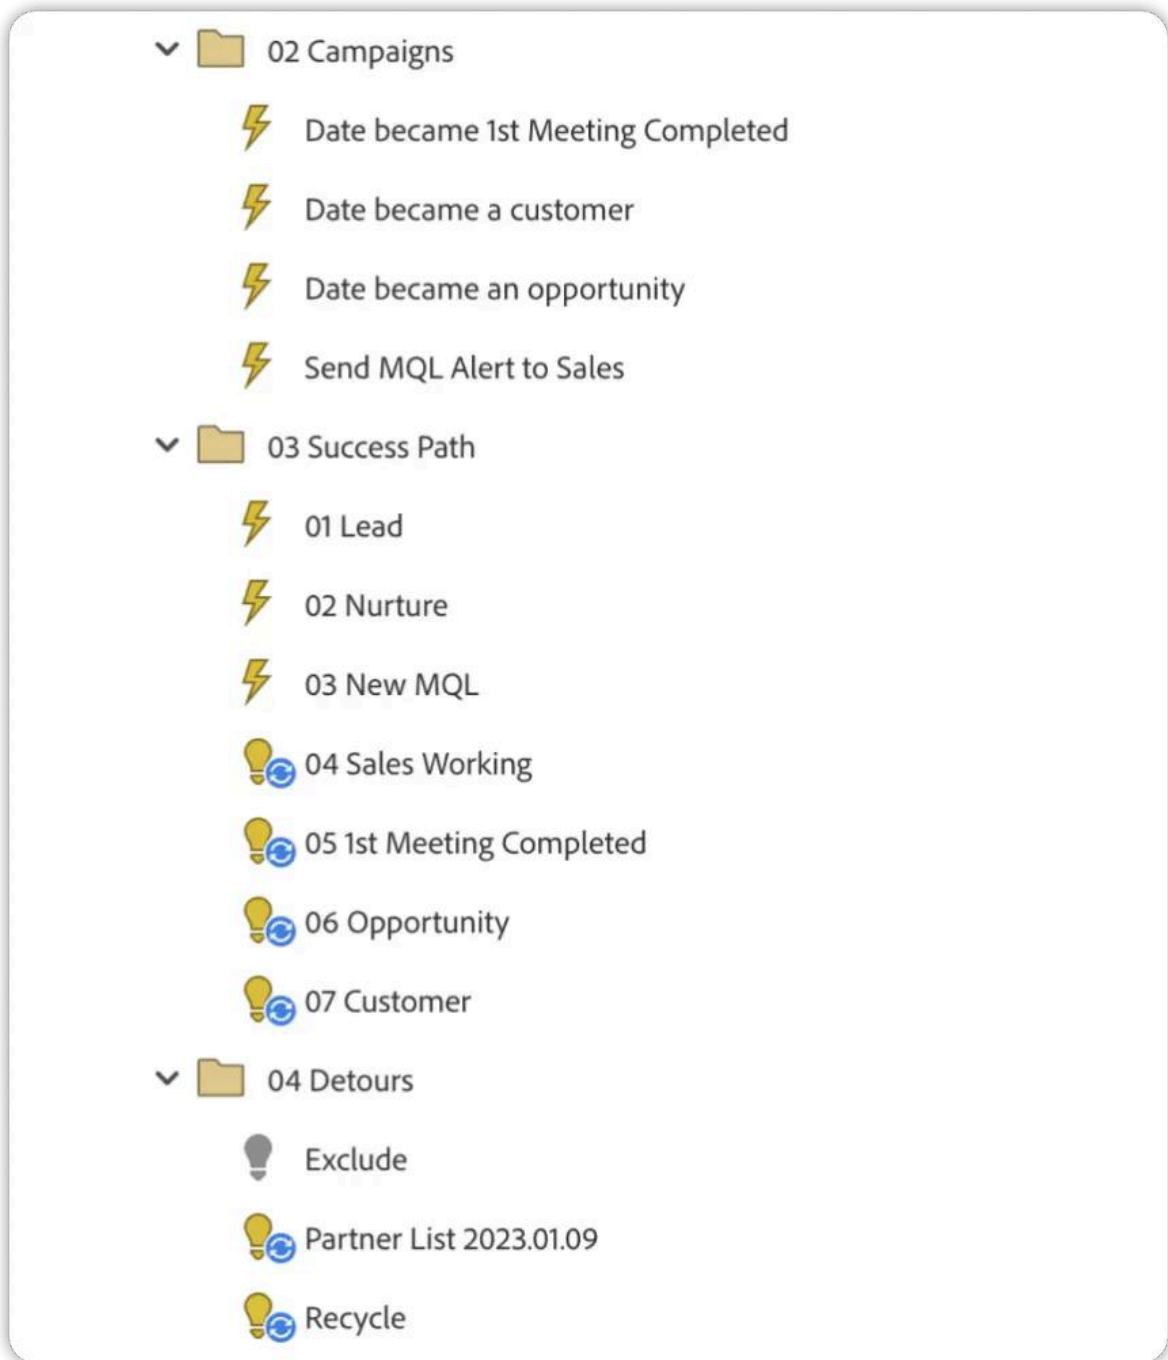 02 Campaigns
Date became 1st Meeting Completed
Date became a customer
Date became an opportunity
Send MQL Alert to Sales
03 Success Path
01 Lead
02 Nurture
03 New MQL
04 Sales Working
05 1st Meeting Completed
06 Opportunity
07 Customer
04 Detours
Exclude
Partner List 2023.01.09
Recycle